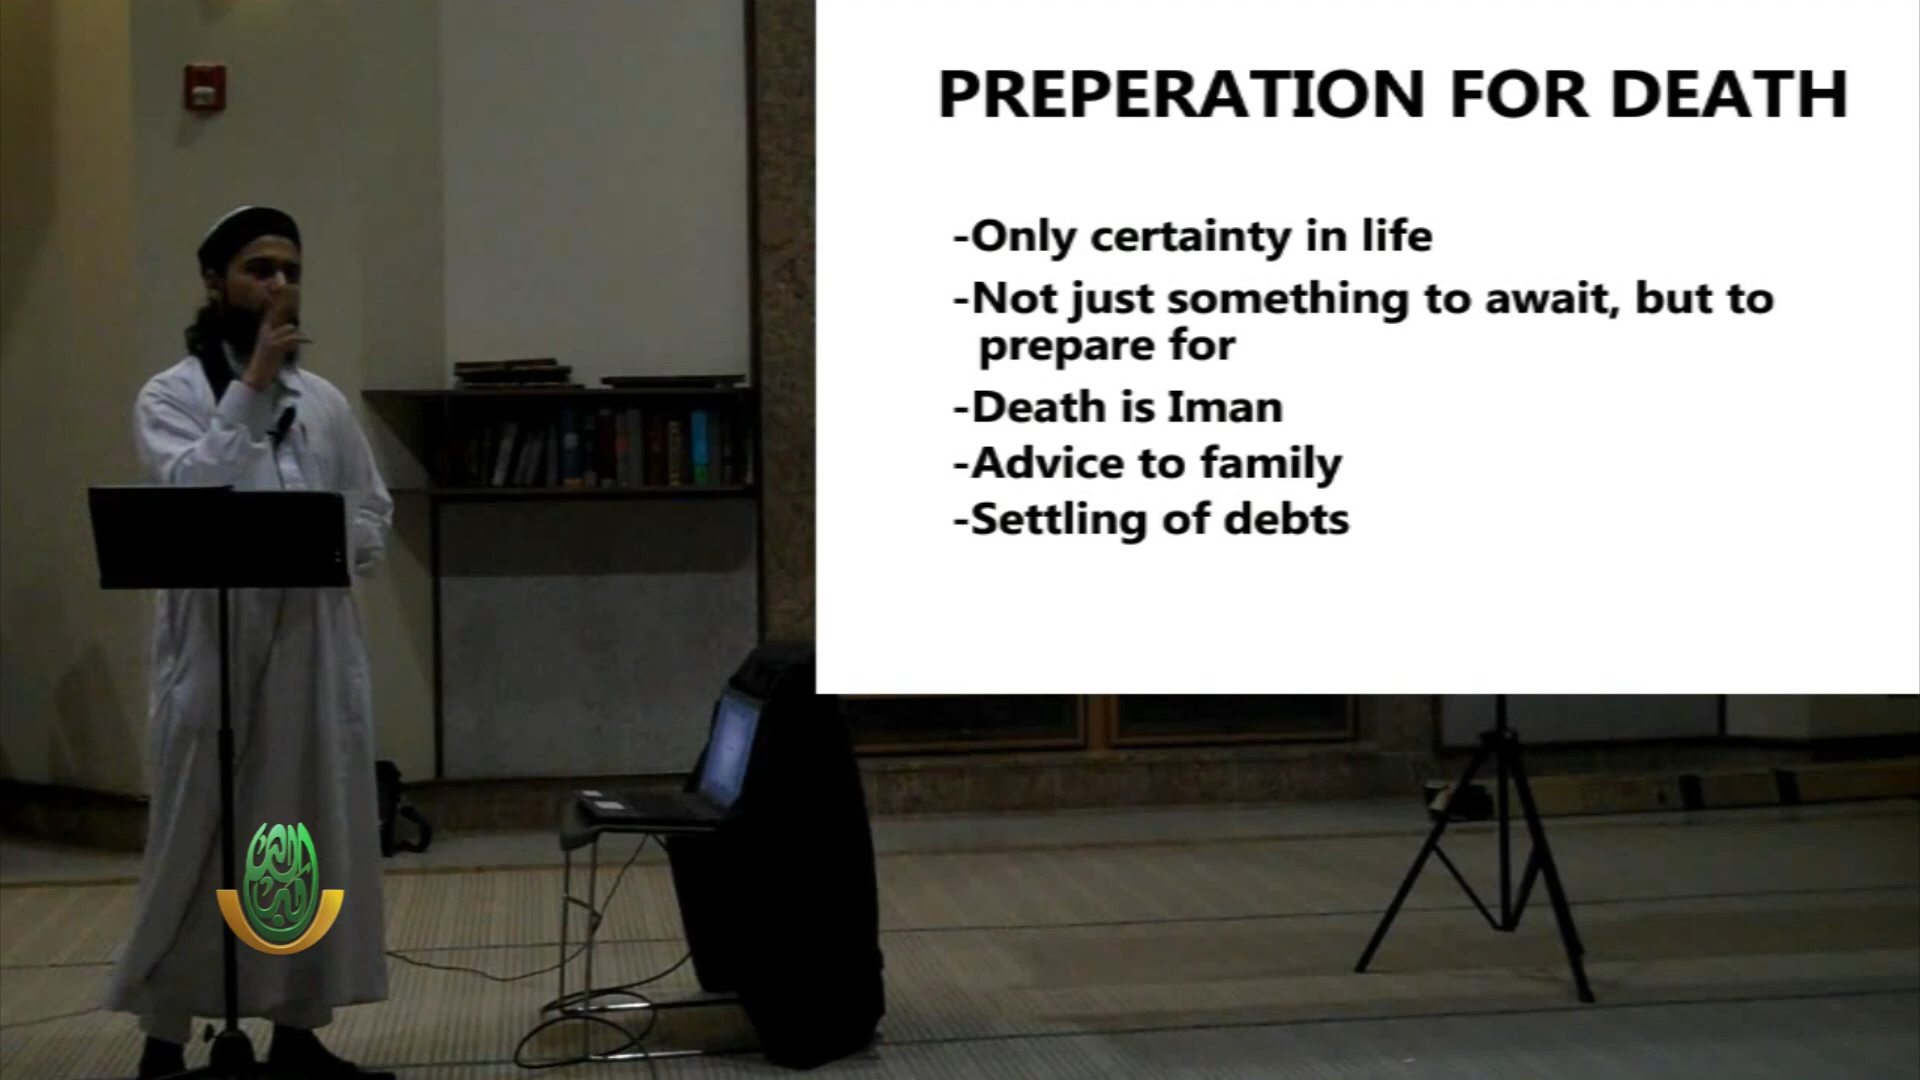 PREPERATION FOR DEATH
-Only certainty in life
-Not just something to await, but to
prepare for
-Death is Iman
-Advice to family
-Settling of debts